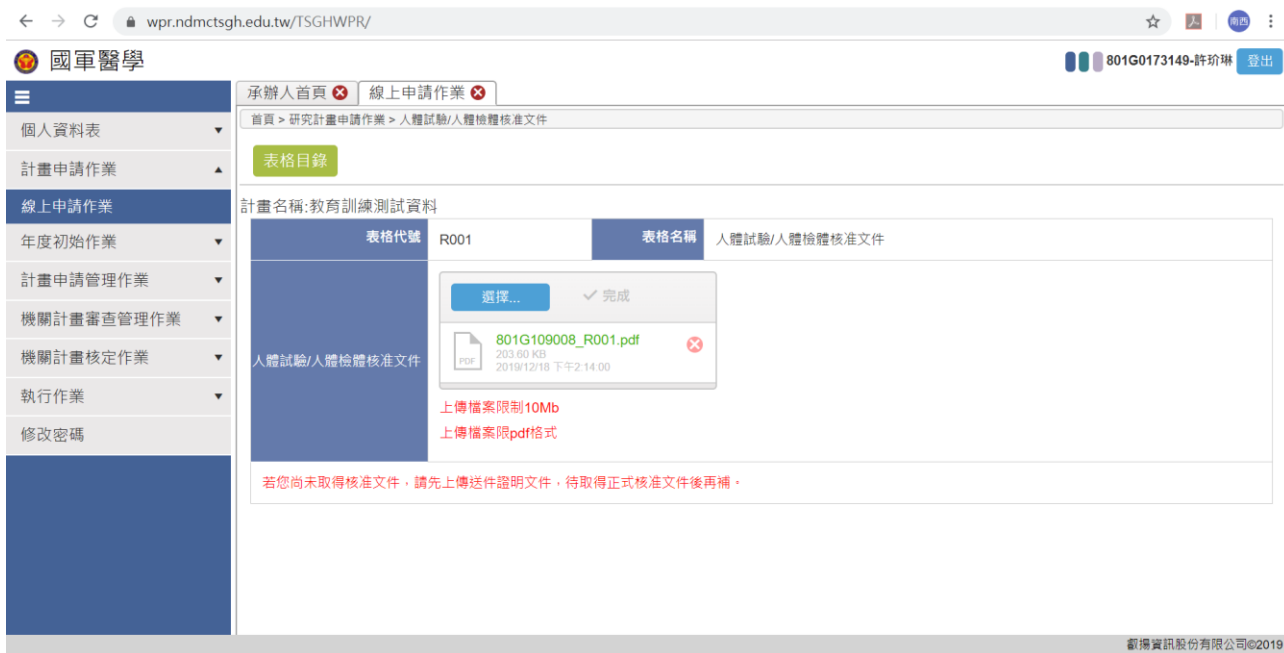 wpr.ndmctsgh.edu.tw/TSGHWPR/
南西
國軍醫學
801G0173149-許玠琳 登出
承辦人首頁 線上申請作業
首頁 > 研究計畫申請作業 > 人體試驗/人體檢體核准文件
個人資料表
計畫申請作業
線上申請作業
年度初始作業
計畫申請管理作業
機關計畫審查管理作業
機關計畫核定作業
執行作業
修改密碼
表格目錄
計畫名稱:教育訓練測試資料
表格代號 R001 表格名稱 人體試驗/人體檢體核准文件
人體試驗/人體檢體核准文件
選擇... 完成
PDF
801G109008_R001.pdf
203.60 KB
2019/12/18 下午2:14:00
上傳檔案限制10Mb
上傳檔案限pdf格式
若您尚未取得核准文件，請先上傳送件證明文件，待取得正式核准文件後再補。
叡揚資訊股份有限公司©2019